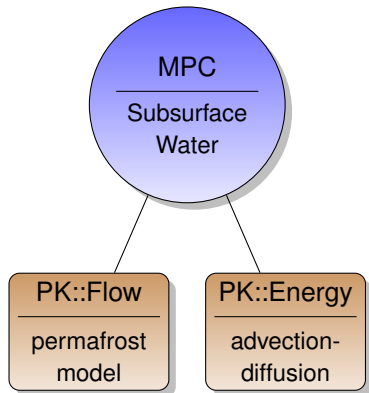 MPC
Subsurface
Water
PK::Flow
permafrost
model
PK::Energy
advection-
diffusion